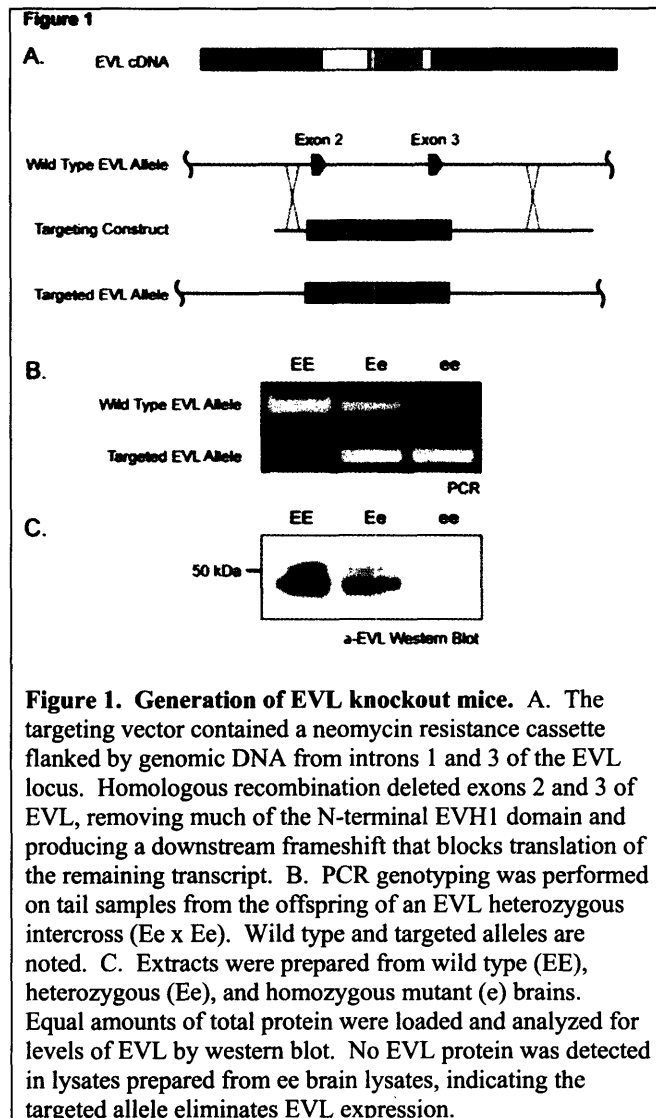 Figure 1
A.
EVL cDNA
Exon 2 Exon 3
Wild Type EVL Allele
Targeting Construct
Targeted EVL Allele
B.
EE Ee ee
Wild Type EVL Allele
Targeted EVL Allele
PCR
C.
EE Ee ee
50 kDa
a-EVL Western Blot
Figure 1. Generation of EVL knockout mice. A. The
targeting vector contained a neomycin resistance cassette
flanked by genomic DNA from introns 1 and 3 of the EVL
locus. Homologous recombination deleted exons 2 and 3 of
EVL, removing much of the N-terminal EVH1 domain and
producing a downstream frameshift that blocks translation of
the remaining transcript. B. PCR genotyping was performed
on tail samples from the offspring of an EVL heterozygous
intercross (Ee x Ee). Wild type and targeted alleles are
noted. C. Extracts were prepared from wild type (EE),
heterozygous (Ee), and homozygous mutant (e) brains.
Equal amounts of total protein were loaded and analyzed for
levels of EVL by western blot. No EVL protein was detected
in lysates prepared from ee brain lysates, indicating the
targeted allele eliminates EVL expression.